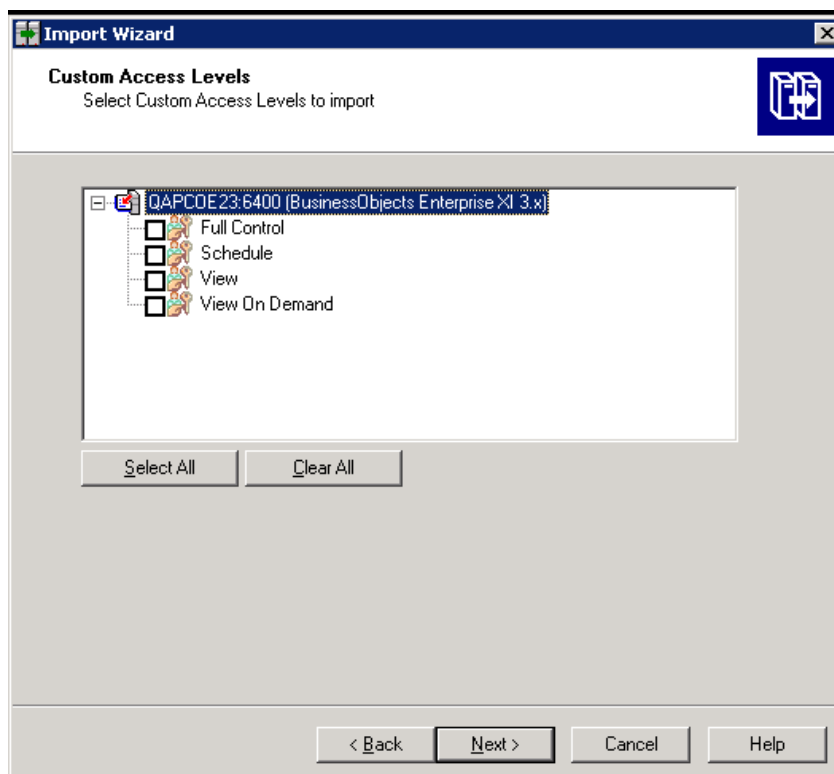 Import Wizard
Custom Access Levels
Select Custom Access Levels to import
QAPCOE23:6400 (BusinessObjects Enterprise XI 3.x)
Full Control
Schedule
View
View On Demand
Select All Clear All
< Back Next > Cancel Help